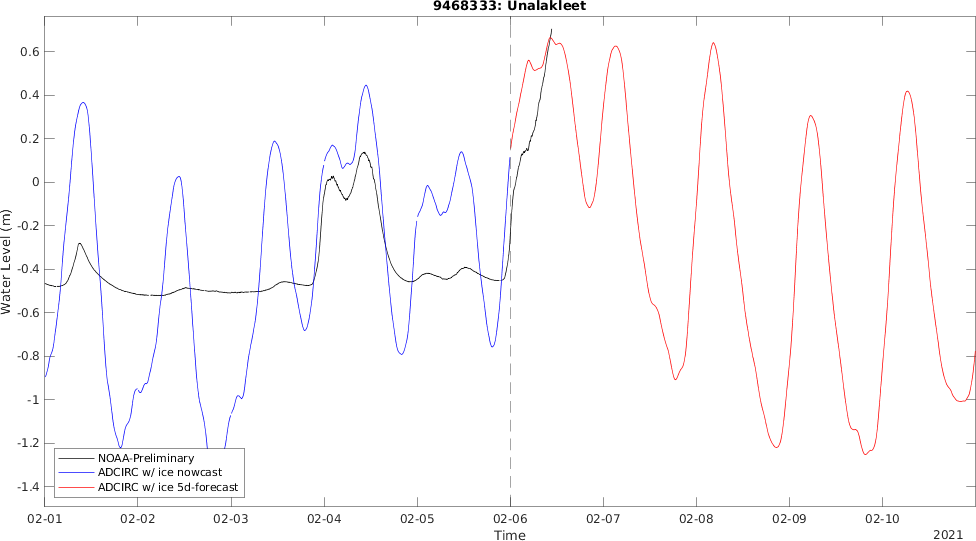 9468333: Unalakleet
Water Level (m)
0.6
0.4
0.2
0
-0.2
-0.4
-0.6
-0.8
-1
-1.2
-1.4
NOAA-Preliminary
ADCIRC w/ ice nowcast
ADCIRC w/ ice 5d-forecast
02-01 02-02 02-03 02-04 02-05 02-06 02-07 02-08 02-09 02-10
Time
2021